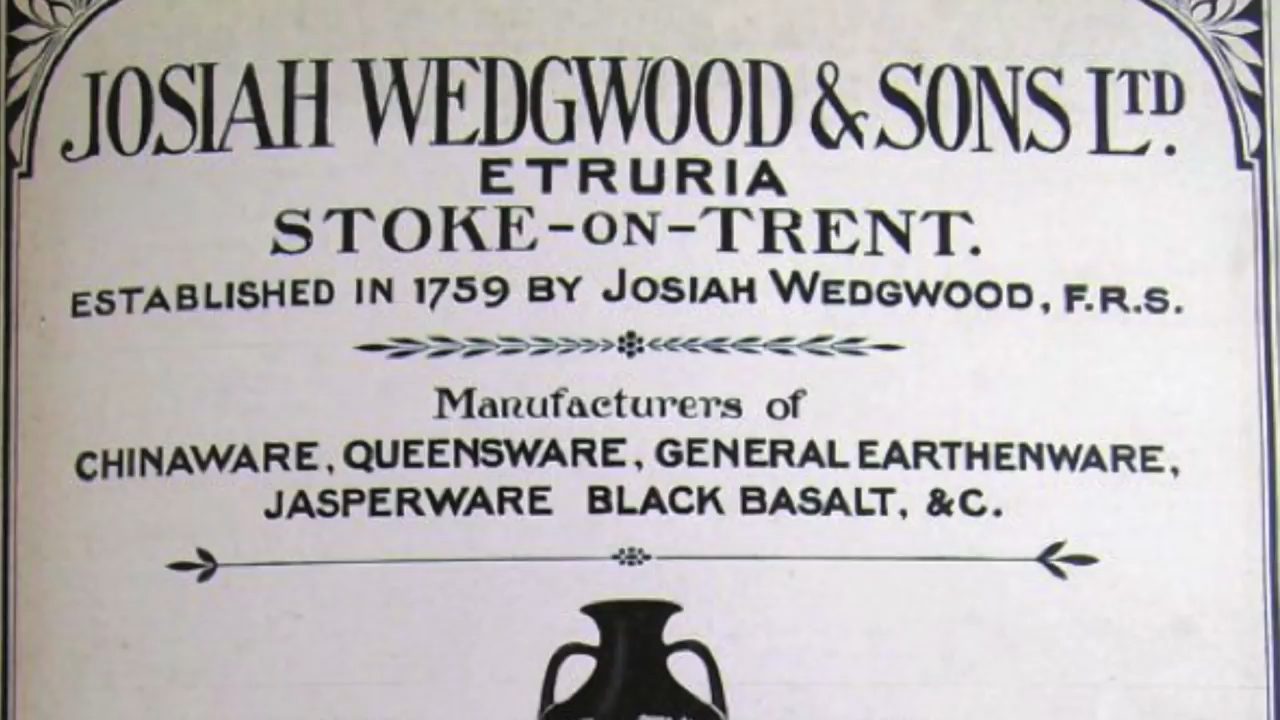 JOSIAH WEDGWOOD & SONS LTD.
ETRURIA
STOKE-ON-TRENT.
ESTABLISHED IN 1759 BY JOSIAH WEDGWOOD, F.R.S.
Manufacturers of
CHINAWARE, QUEENSWARE, GENERAL EARTHENWARE,
JASPERWARE BLACK BASALT, &C.